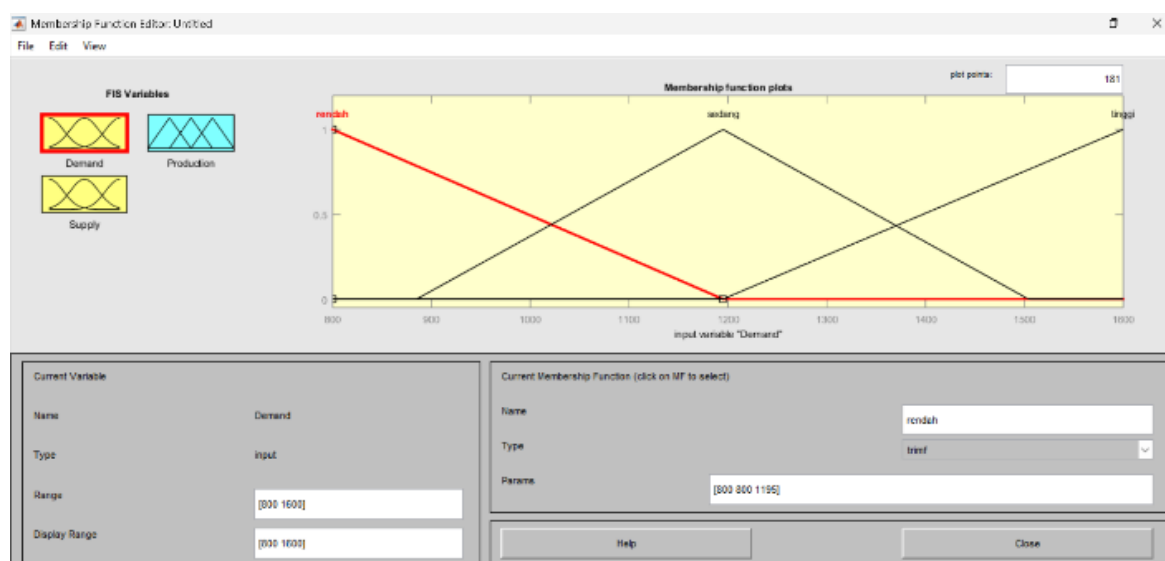 Membership Function Editor: Untitled
File Edit View
FIS Variables
Demand
Production
Supply
plot points:
181
Membership function plots
rendah
sedang
tinggi
1
0.5
0
800 900 1000 1100 1200 1300 1400 1500 1600
input variable "Demand"
Current Variable
Name Demand
Type input
Range [800 1600]
Display Range [800 1600]
Current Membership Function (click on MF to select)
Name rendah
Type trimf
Params [800 800 1195]
Help
Close